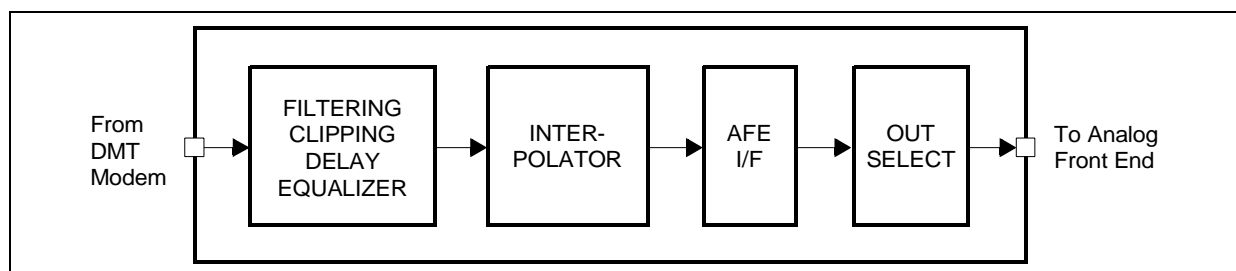 From
DMT
Modem
FILTERING
CLIPPING
DELAY
EQUALIZER
INTER-
POLATOR
AFE
I/F
OUT
SELECT
To Analog
Front End